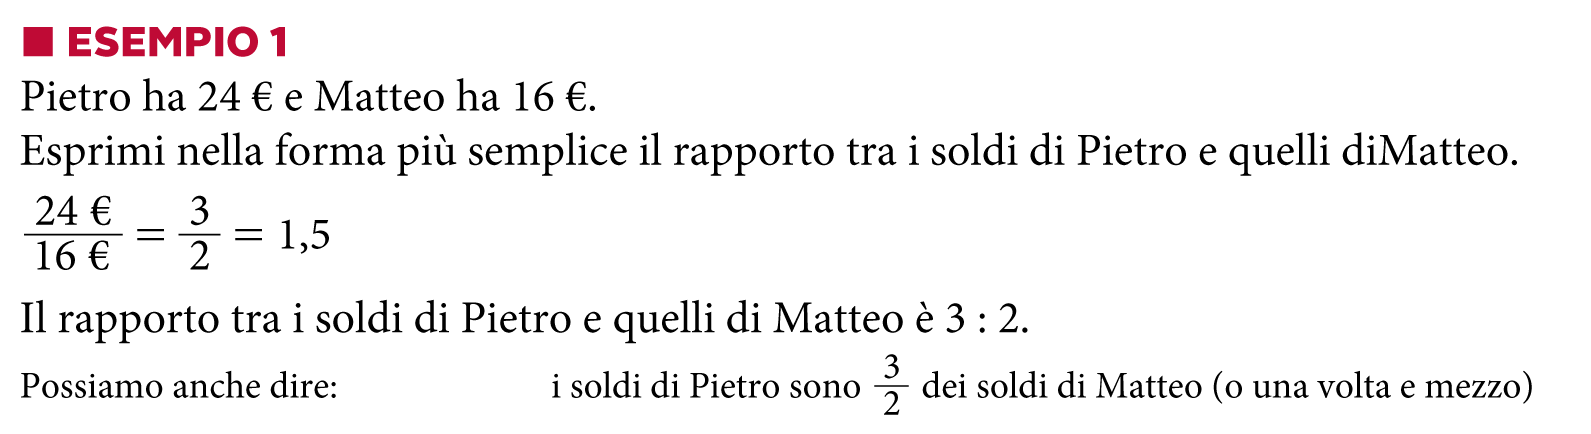 ■ ESEMPIO 1
Pietro ha 24 € e Matteo ha 16 €.
Esprimi nella forma più semplice il rapporto tra i soldi di Pietro e quelli diMatteo.
24 €/16 € = 3/2 = 1,5
Il rapporto tra i soldi di Pietro e quelli di Matteo è 3 : 2.
Possiamo anche dire: i soldi di Pietro sono 3/2 dei soldi di Matteo (o una volta e mezzo)